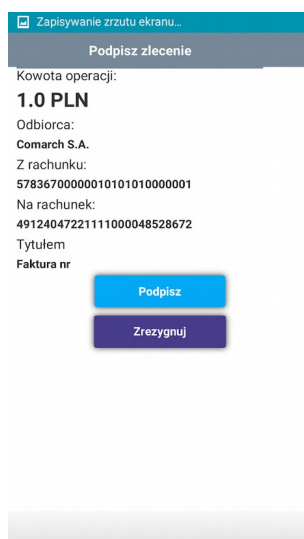 Zapisywanie zrzutu ekranu...
Podpisz zlecenie
Kowota operacji:
1.0 PLN
Odbiorca:
Comarch S.A.
Z rachunku:
57836700000010101010000001
Na rachunek:
49124047221111000048528672
Tytułem
Faktura nr
Podpisz
Zrezygnuj